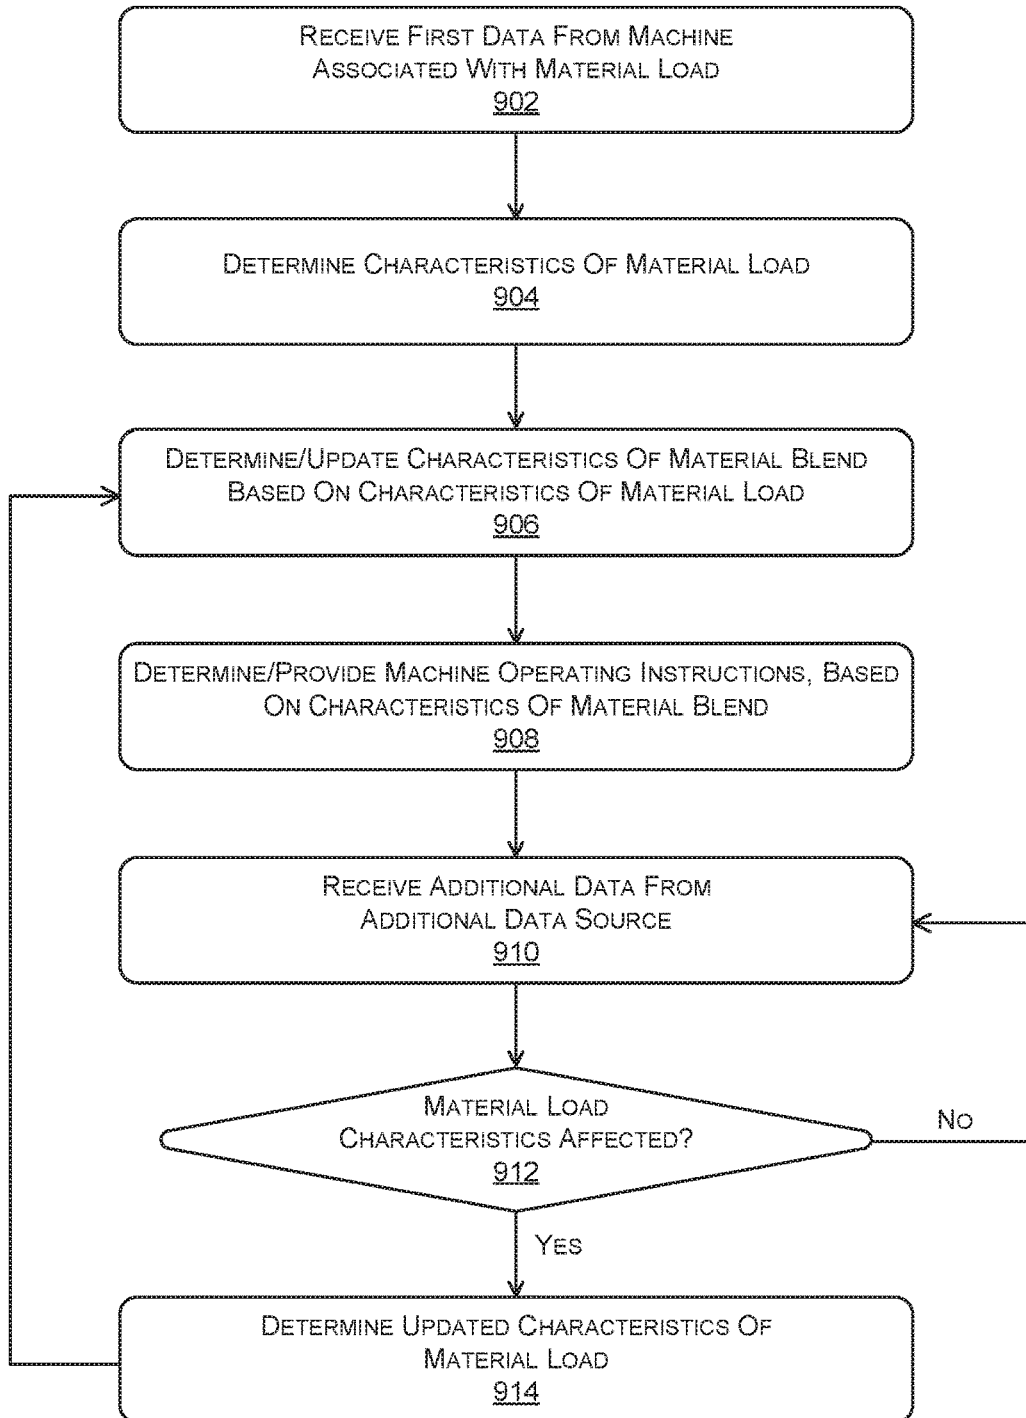 RECEIVE FIRST DATA FROM MACHINE
ASSOCIATED WITH MATERIAL LOAD
902
DETERMINE CHARACTERISTICS OF MATERIAL LOAD
904
DETERMINE/UPDATE CHARACTERISTICS OF MATERIAL BLEND
BASED ON CHARACTERISTICS OF MATERIAL LOAD
906
DETERMINE/PROVIDE MACHINE OPERATING INSTRUCTIONS, BASED
ON CHARACTERISTICS OF MATERIAL BLEND
908
RECEIVE ADDITIONAL DATA FROM
ADDITIONAL DATA SOURCE
910
MATERIAL LOAD
CHARACTERISTICS AFFECTED?
912
NO
YES
DETERMINE UPDATED CHARACTERISTICS OF
MATERIAL LOAD
914